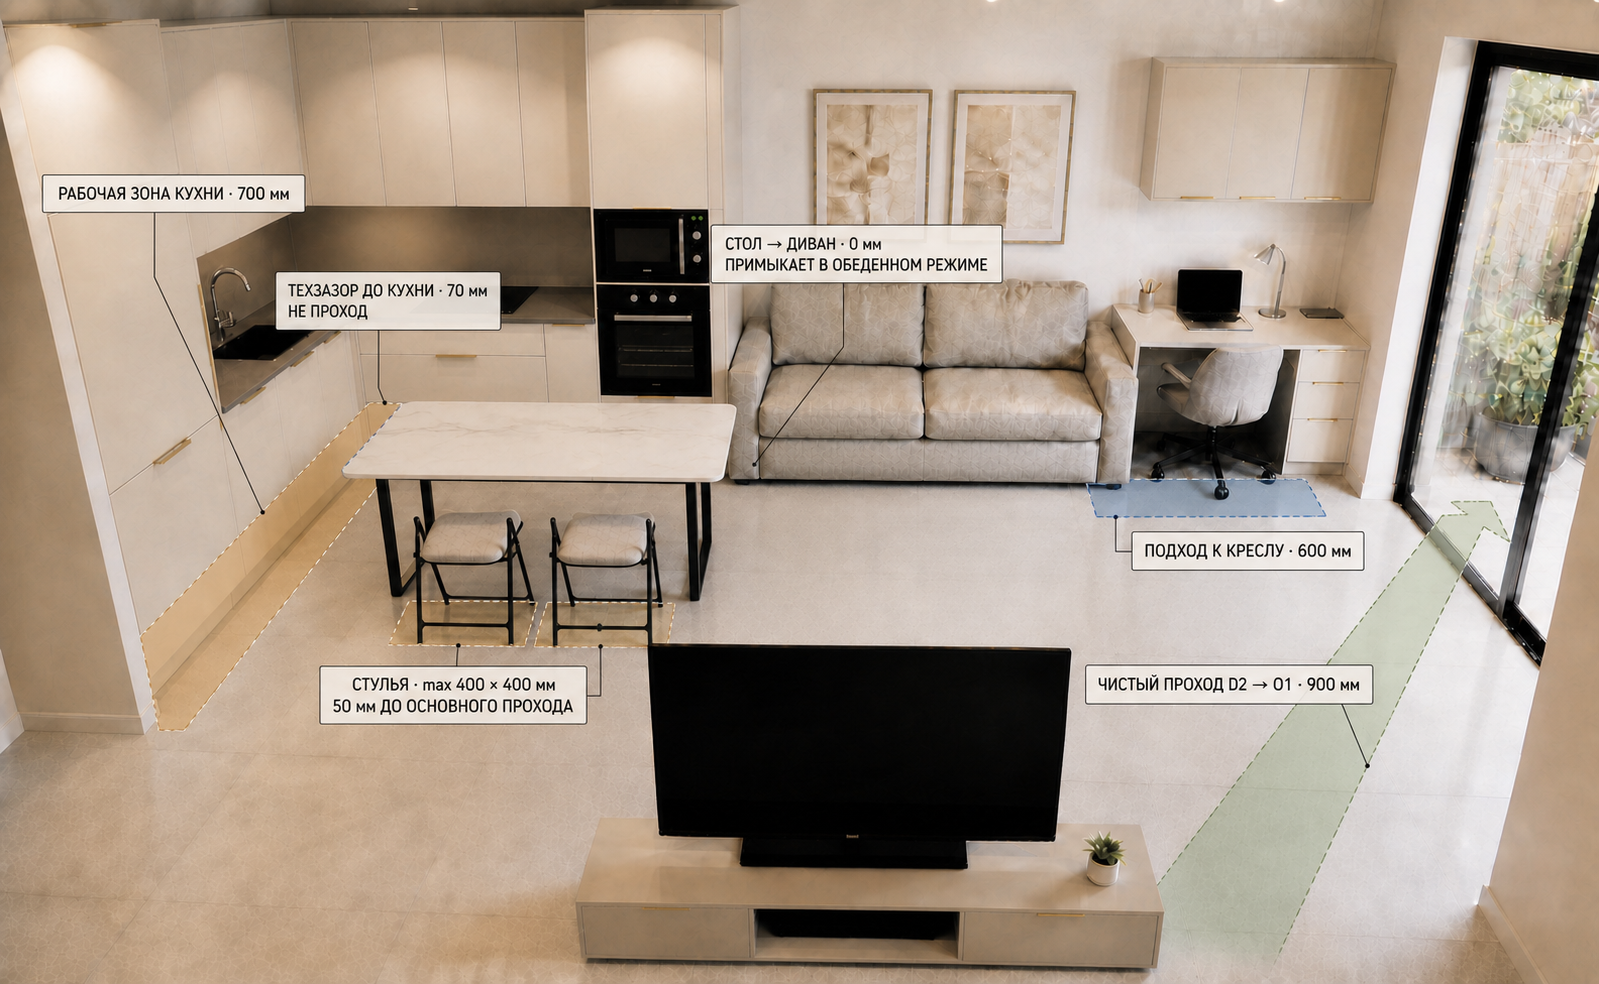 РАБОЧАЯ ЗОНА КУХНИ · 700 мм
СТОЛ → ДИВАН · 0 мм
ПРИМЫКАЕТ В ОБЕДЕННОМ РЕЖИМЕ
ТЕХЗАЗОР ДО КУХНИ · 70 мм
НЕ ПРОХОД
ПОДХОД К КРЕСЛУ · 600 мм
СТУЛЬЯ · max 400 × 400 мм
50 мм ДО ОСНОВНОГО ПРОХОДА
ЧИСТЫЙ ПРОХОД D2 → O1 · 900 мм